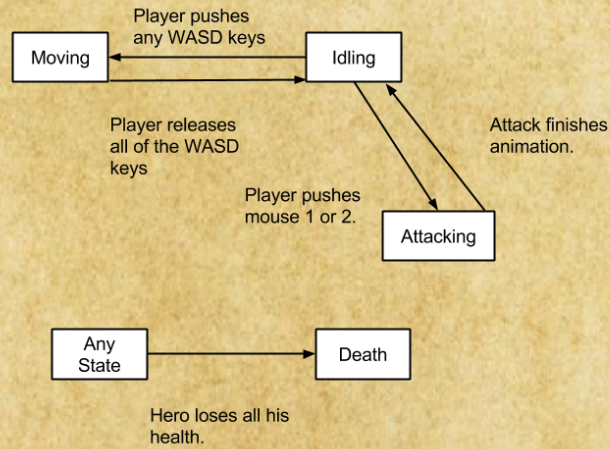 Player pushes
any WASD keys
Moving
Idling
Player releases
all of the WASD
keys
Attack finishes
animation.
Player pushes
mouse 1 or 2.
Attacking
Any
State
Death
Hero loses all his
health.